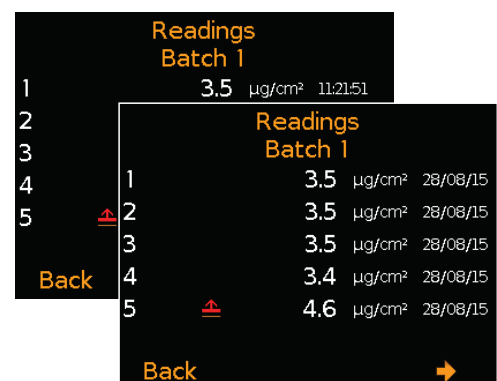 Readings
Batch 1
1 3.5 µg/cm² 11:21:51
2
3
4
5
Back
Readings
Batch 1
1 3.5 µg/cm² 28/08/15
2 3.5 µg/cm² 28/08/15
3 3.5 µg/cm² 28/08/15
4 3.4 µg/cm² 28/08/15
5 4.6 µg/cm² 28/08/15
Back